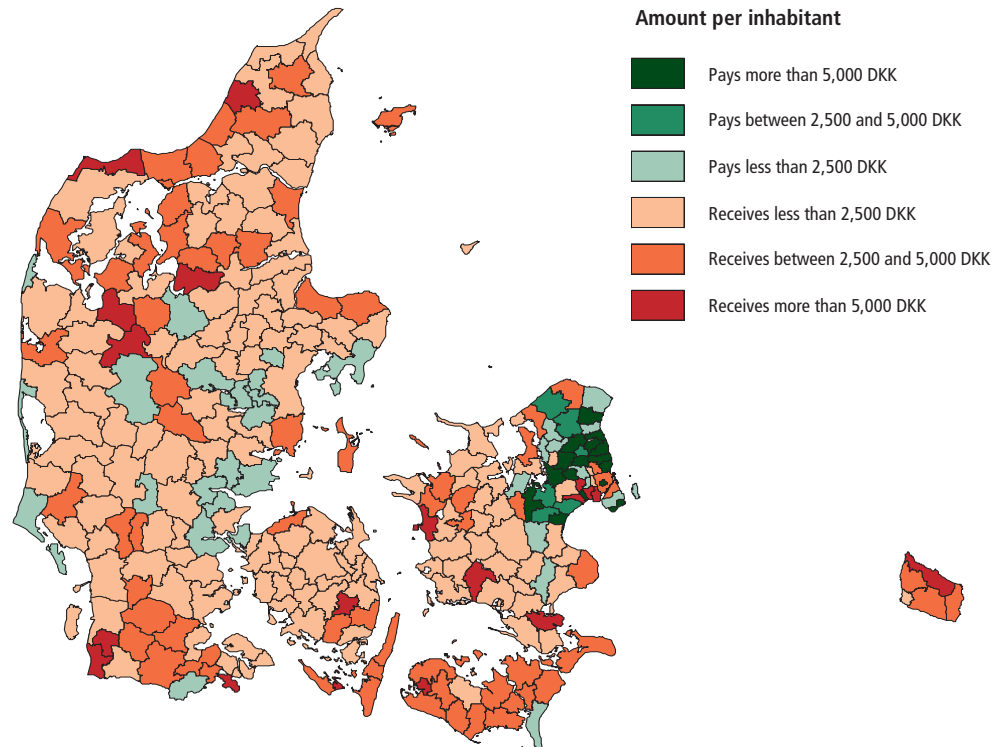 Amount per inhabitant
Pays more than 5,000 DKK
Pays between 2,500 and 5,000 DKK
Pays less than 2,500 DKK
Receives less than 2,500 DKK
Receives between 2,500 and 5,000 DKK
Receives more than 5,000 DKK